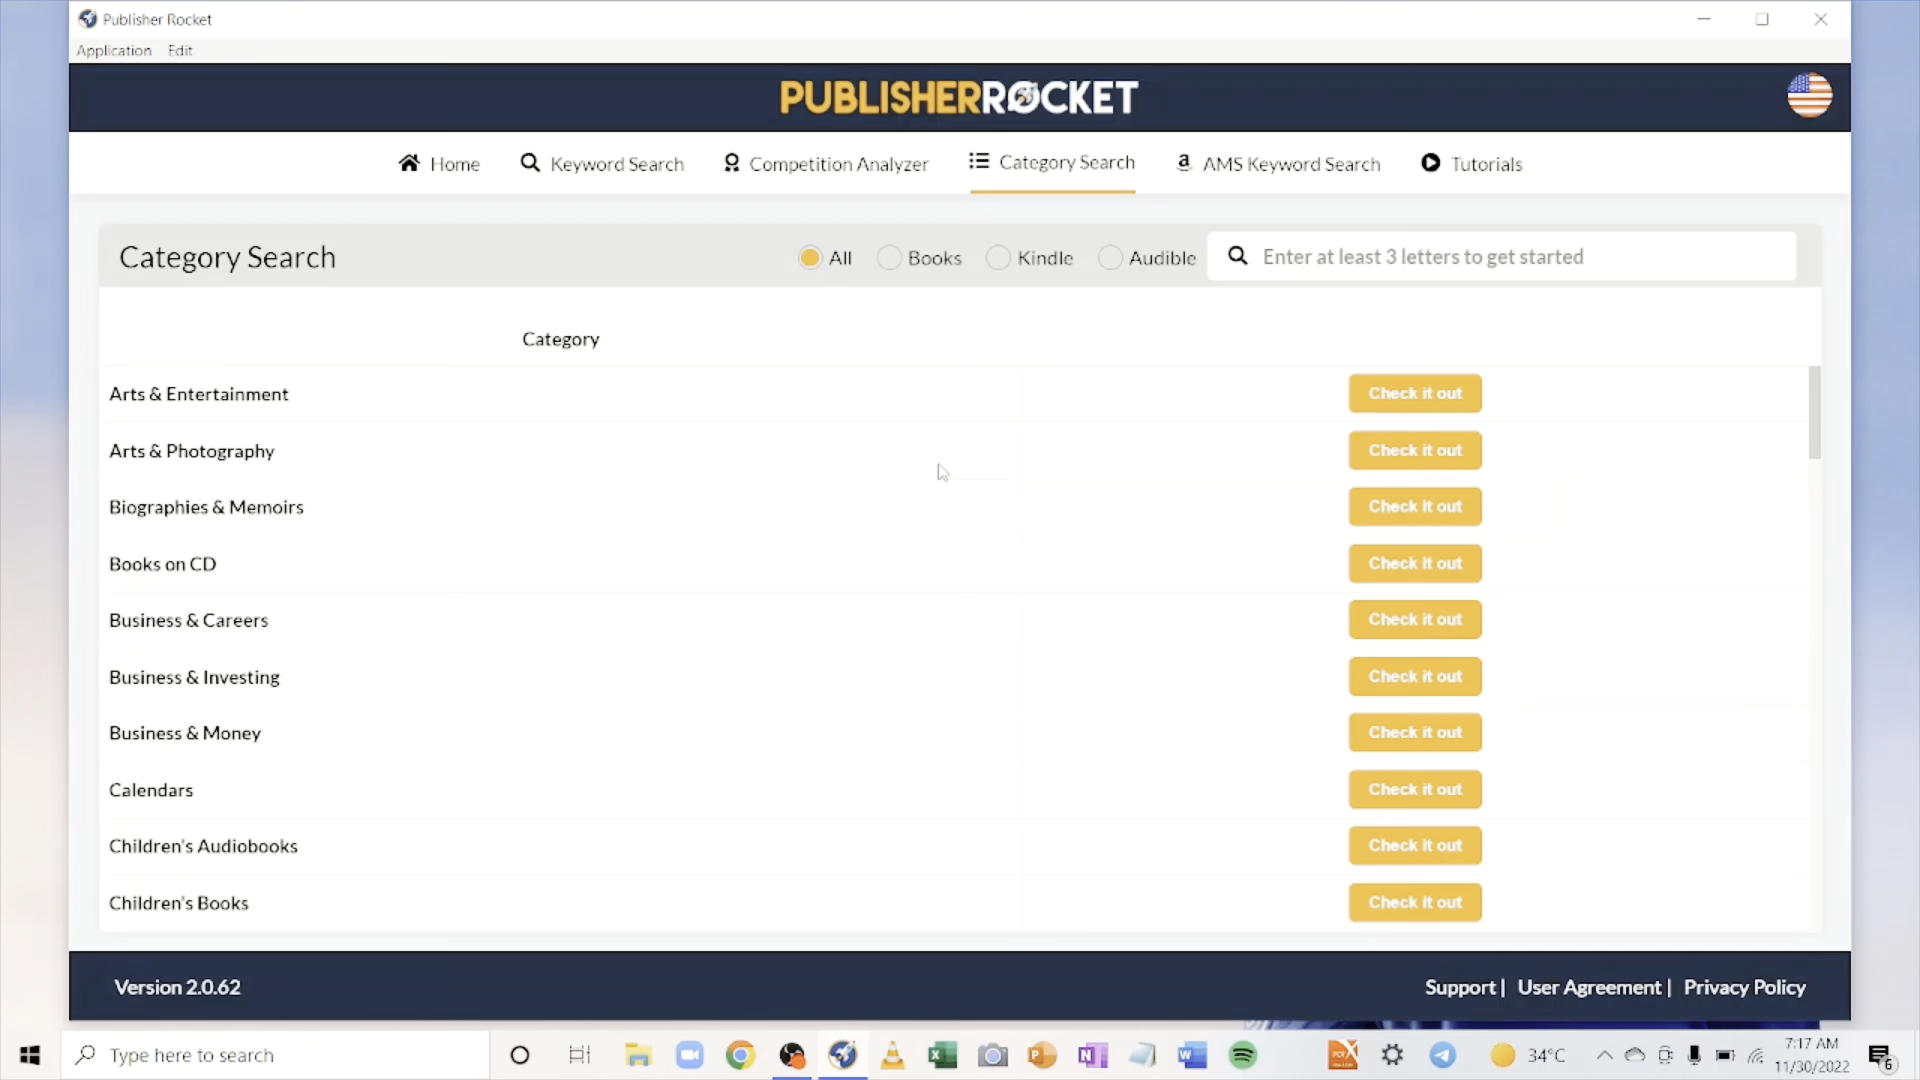 Publisher Rocket
Application Edit
PUBLISHERROCKET
Home Keyword Search Competition Analyzer Category Search AMS Keyword Search Tutorials
Category Search All Books Kindle Audible Enter at least 3 letters to get started
Category
Arts & Entertainment Check it out
Arts & Photography Check it out
Biographies & Memoirs Check it out
Books on CD Check it out
Business & Careers Check it out
Business & Investing Check it out
Business & Money Check it out
Calendars Check it out
Children's Audiobooks Check it out
Children's Books Check it out
Version 2.0.62 Support | User Agreement | Privacy Policy
Type here to search 34°C 7:17 AM
11/30/2022 6